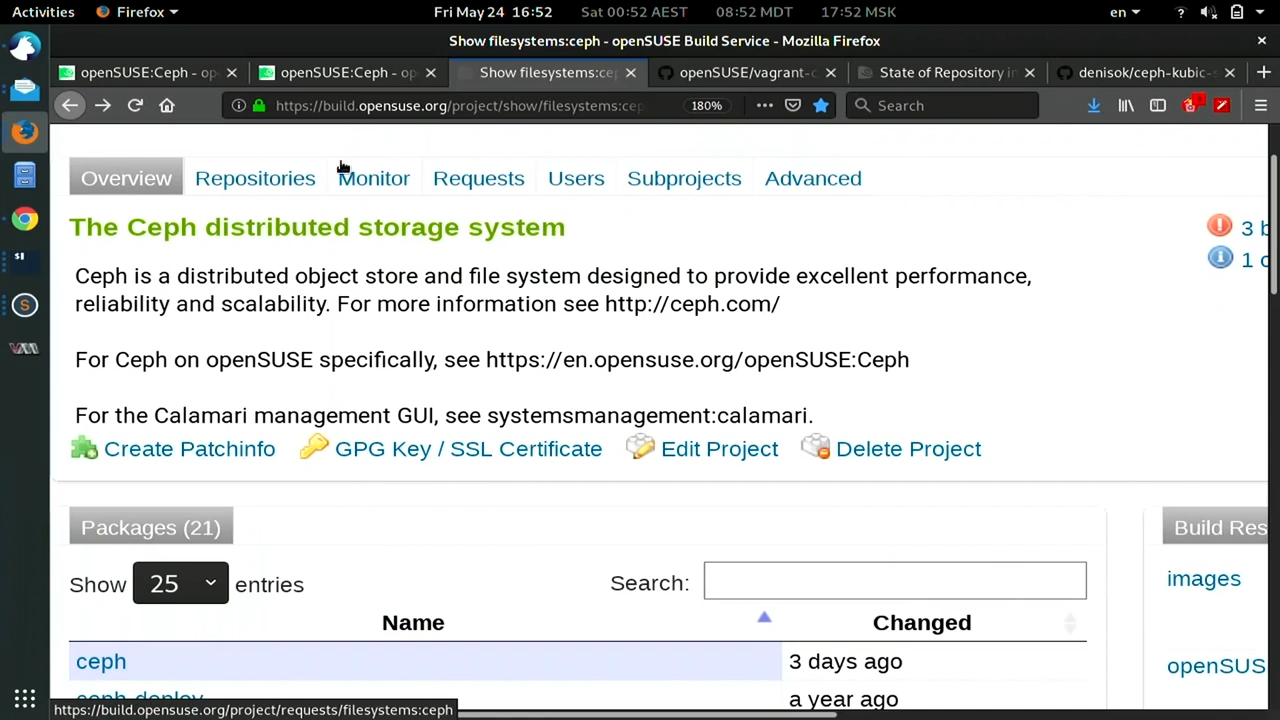 Activities Firefox Fri May 24 16:52 Sat 00:52 AEST 08:52 MDT 17:52 MSK en ?
Show filesystems:ceph - openSUSE Build Service - Mozilla Firefox
openSUSE:Ceph - op openSUSE:Ceph - op Show filesystems:cep openSUSE/vagrant-c State of Repository in denisok/ceph-kubic-s
https://build.opensuse.org/project/show/filesystems:cep 180% Search
Overview Repositories Monitor Requests Users Subprojects Advanced
The Ceph distributed storage system
3 b
Ceph is a distributed object store and file system designed to provide excellent performance,
1 c
reliability and scalability. For more information see http://ceph.com/
For Ceph on openSUSE specifically, see https://en.opensuse.org/openSUSE:Ceph
For the Calamari management GUI, see systemsmanagement:calamari.
Create Patchinfo GPG Key / SSL Certificate Edit Project Delete Project
Packages (21) Build Res
Show 25 entries Search: images
Name Changed
ceph 3 days ago openSUS
ceph-deploy a year ago
https://build.opensuse.org/project/requests/filesystems:ceph